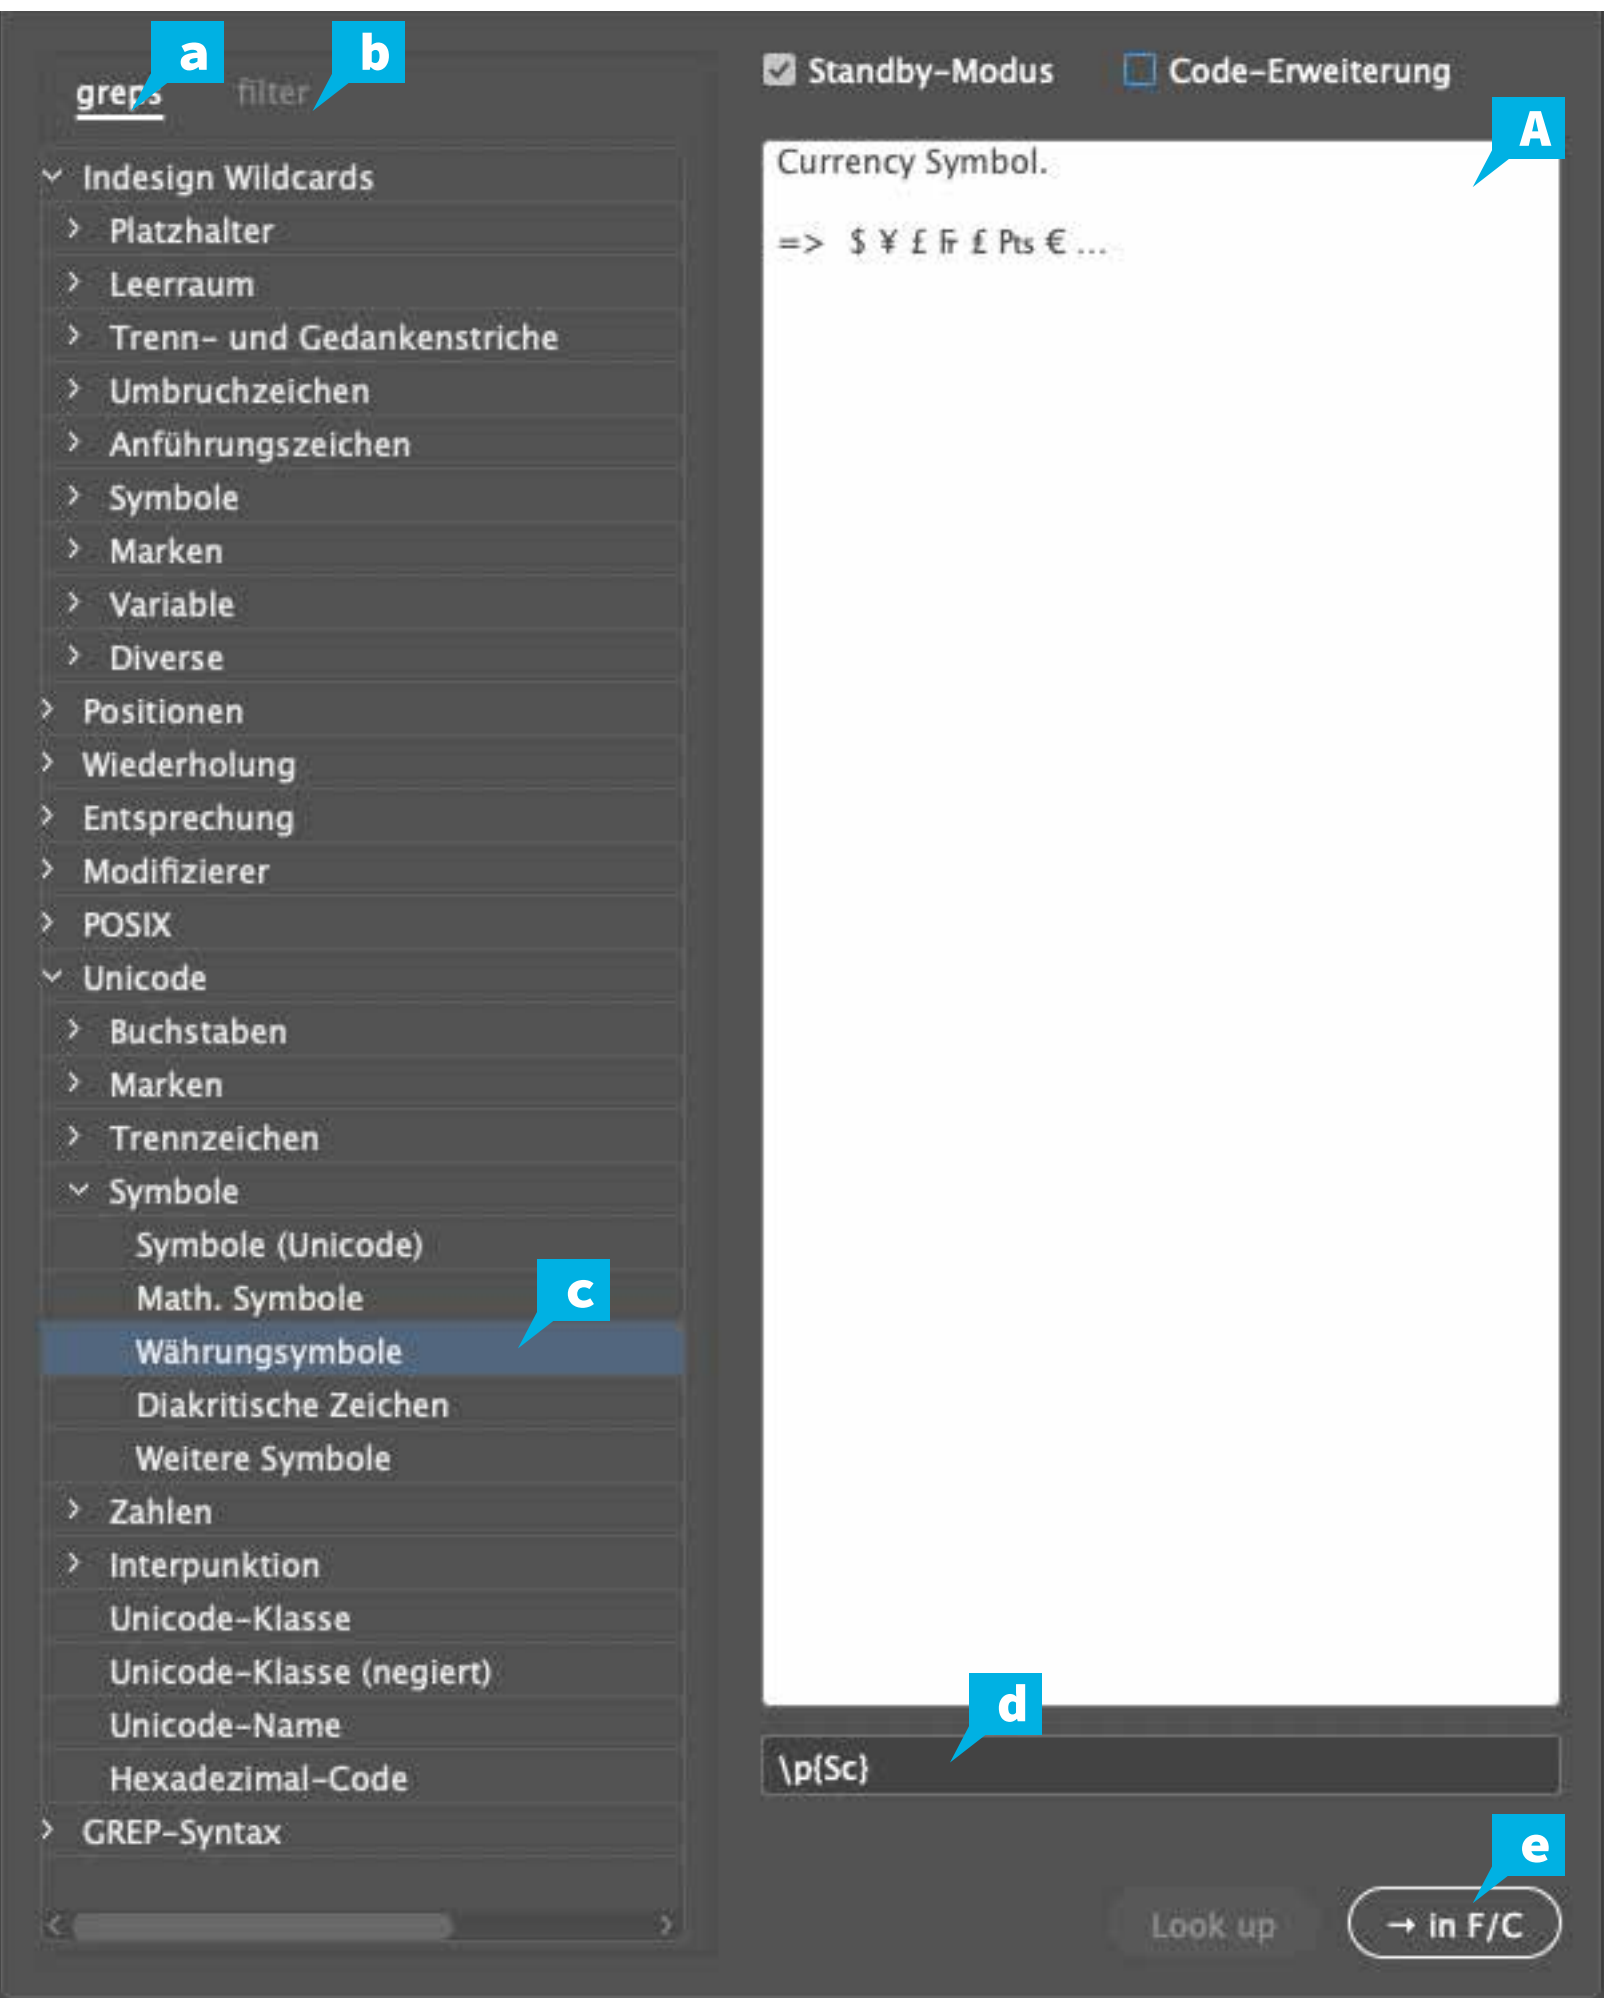 a
b
greps
filter
Indesign Wildcards
Platzhalter
Leerraum
Trenn- und Gedankenstriche
Umbruchzeichen
Anführungszeichen
Symbole
Marken
Variable
Diverse
Positionen
Wiederholung
Entsprechung
Modifizierer
POSIX
Unicode
Buchstaben
Marken
Trennzeichen
Symbole
Symbole (Unicode)
c
Math. Symbole
Währungsymbole
Diakritische Zeichen
Weitere Symbole
Zahlen
Interpunktion
Unicode-Klasse
Unicode-Klasse (negiert)
Unicode-Name
Hexadezimal-Code
GREP-Syntax
Standby-Modus
Code-Erweiterung
A
Currency Symbol.
=> $ ¥ £ ₣ ₤ ₧ € ...
d
\p{Sc}
e
Look up
→ in F/C